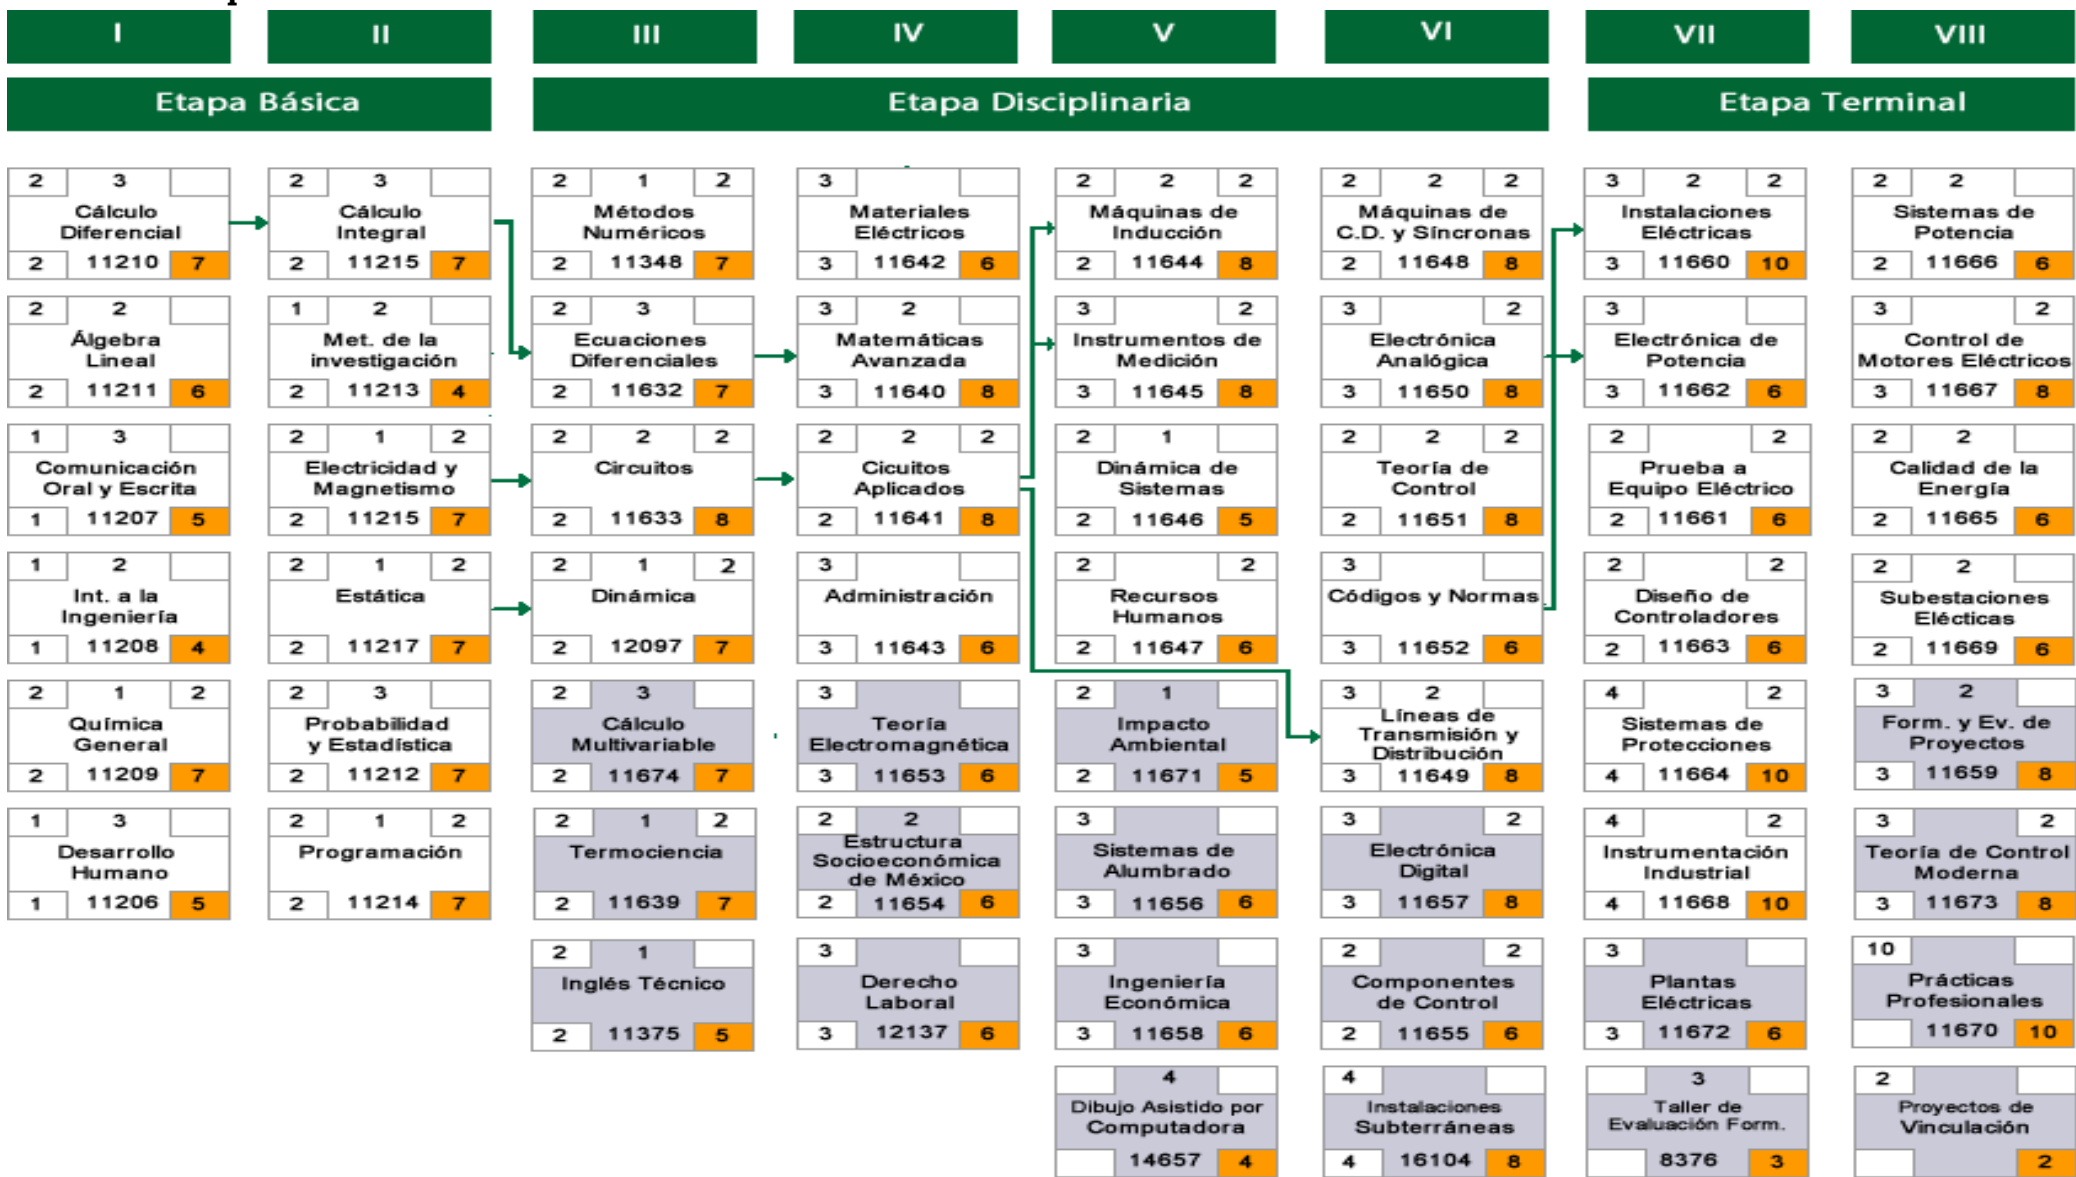 I II III IV V VI VII VIII
Etapa Básica Etapa Disciplinaria Etapa Terminal
2 3 2 3 2 1 2 3 2 2 2 2 2 2 3 2 2 2 2
Cálculo Cálculo Métodos Materiales Máquinas de Máquinas de Instalaciones Sistemas de
Diferencial Integral Numéricos Eléctricos Inducción C.D. y Síncronas Eléctricas Potencia
2 11210 7 2 11215 7 2 11348 7 3 11642 6 2 11644 8 2 11648 8 3 11660 10 2 11666 6
2 2 1 2 2 3 3 2 3 2 3 2 3 3 2
Álgebra Met. de la Ecuaciones Matemáticas Instrumentos de Electrónica Electrónica de Control de
Lineal investigación Diferenciales Avanzada Medición Analógica Potencia Motores Eléctricos
2 11211 6 2 11213 4 2 11632 7 3 11640 8 3 11645 8 3 11650 8 3 11662 6 3 11667 8
1 3 2 1 2 2 2 2 2 2 2 2 1 2 2 2 2 2 2 2
Comunicación Electricidad y Circuitos Cicuitos Dinámica de Teoría de Prueba a Calidad de la
Oral y Escrita Magnetismo Aplicados Sistemas Control Equipo Eléctrico Energía
1 11207 5 2 11215 7 2 11633 8 2 11641 8 2 11646 5 2 11651 8 2 11661 6 2 11665 6
1 2 2 1 2 2 1 2 3 2 2 3 2 2 2 2
Int. a la Estática Dinámica Administración Recursos Códigos y Normas Diseño de Subestaciones
Ingeniería Humanos Controladores Elécticas
1 11208 4 2 11217 7 2 12097 7 3 11643 6 2 11647 6 3 11652 6 2 11663 6 2 11669 6
2 1 2 2 3 2 3 3 2 1 3 2 4 2 3 2
Química Probabilidad Cálculo Teoría Impacto Líneas de Sistemas de Form. y Ev. de
General y Estadística Multivariable Electromagnética Ambiental Transmisión y Protecciones Proyectos
Distribución
2 11209 7 2 11212 7 2 11674 7 3 11653 6 2 11671 5 3 11649 8 4 11664 10 3 11659 8
1 3 2 1 2 2 1 2 2 2 3 3 2 4 2 3 2
Desarrollo Programación Termociencia Estructura Sistemas de Electrónica Instrumentación Teoría de Control
Humano Socioeconómica Alumbrado Digital Industrial Moderna
de México
1 11206 5 2 11214 7 2 11639 7 2 11654 6 3 11656 6 3 11657 8 4 11668 10 3 11673 8
2 1 3 3 2 2 3 10
Inglés Técnico Derecho Ingeniería Componentes Plantas Prácticas
Laboral Económica de Control Eléctricas Profesionales
2 11375 5 3 12137 6 3 11658 6 2 11655 6 3 11672 6 11670 10
4 4 3 2
Dibujo Asistido por Instalaciones Taller de Proyectos de
Computadora Subterráneas Evaluación Form. Vinculación
14657 4 4 16104 8 8376 3 2